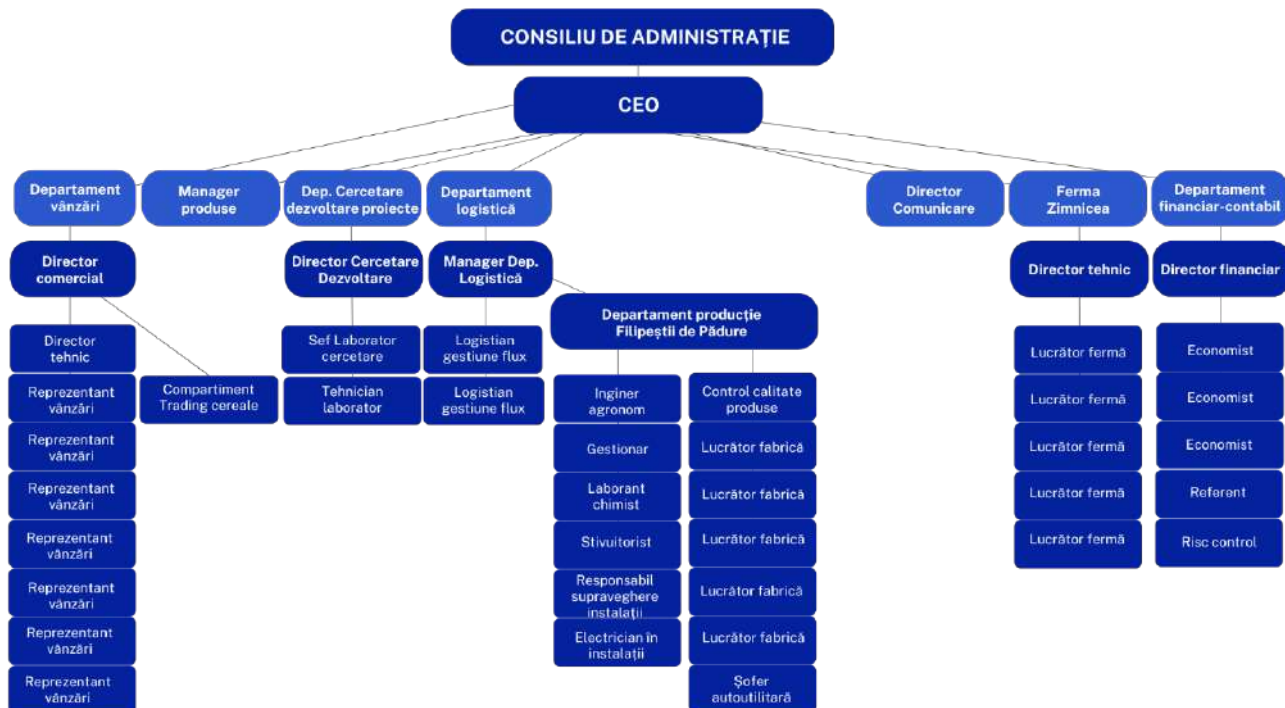 CONSILIU DE ADMINISTRAȚIE
CEO
Departament
vânzări
Manager
produse
Dep. Cercetare
dezvoltare proiecte
Departament
logistică
Director
Comunicare
Ferma
Zimnicea
Departament
financiar-contabil
Director
comercial
Director Cercetare
Dezvoltare
Manager Dep.
Logistică
Director tehnic
Director financiar
Departament producție
Filipeștii de Pădure
Director
tehnic
Reprezentant
vânzări
Reprezentant
vânzări
Reprezentant
vânzări
Reprezentant
vânzări
Reprezentant
vânzări
Reprezentant
vânzări
Reprezentant
vânzări
Compartiment
Trading cereale
Sef Laborator
cercetare
Tehnician
laborator
Logistian
gestiune flux
Logistian
gestiune flux
Inginer
agronom
Gestionar
Laborant
chimist
Stivuitorist
Responsabil
supraveghere
instalații
Electrician în
instalații
Control calitate
produse
Lucrător fabrică
Lucrător fabrică
Lucrător fabrică
Lucrător fabrică
Lucrător fabrică
Șofer
autoutilitară
Lucrător fermă
Lucrător fermă
Lucrător fermă
Lucrător fermă
Lucrător fermă
Economist
Economist
Economist
Referent
Risc control